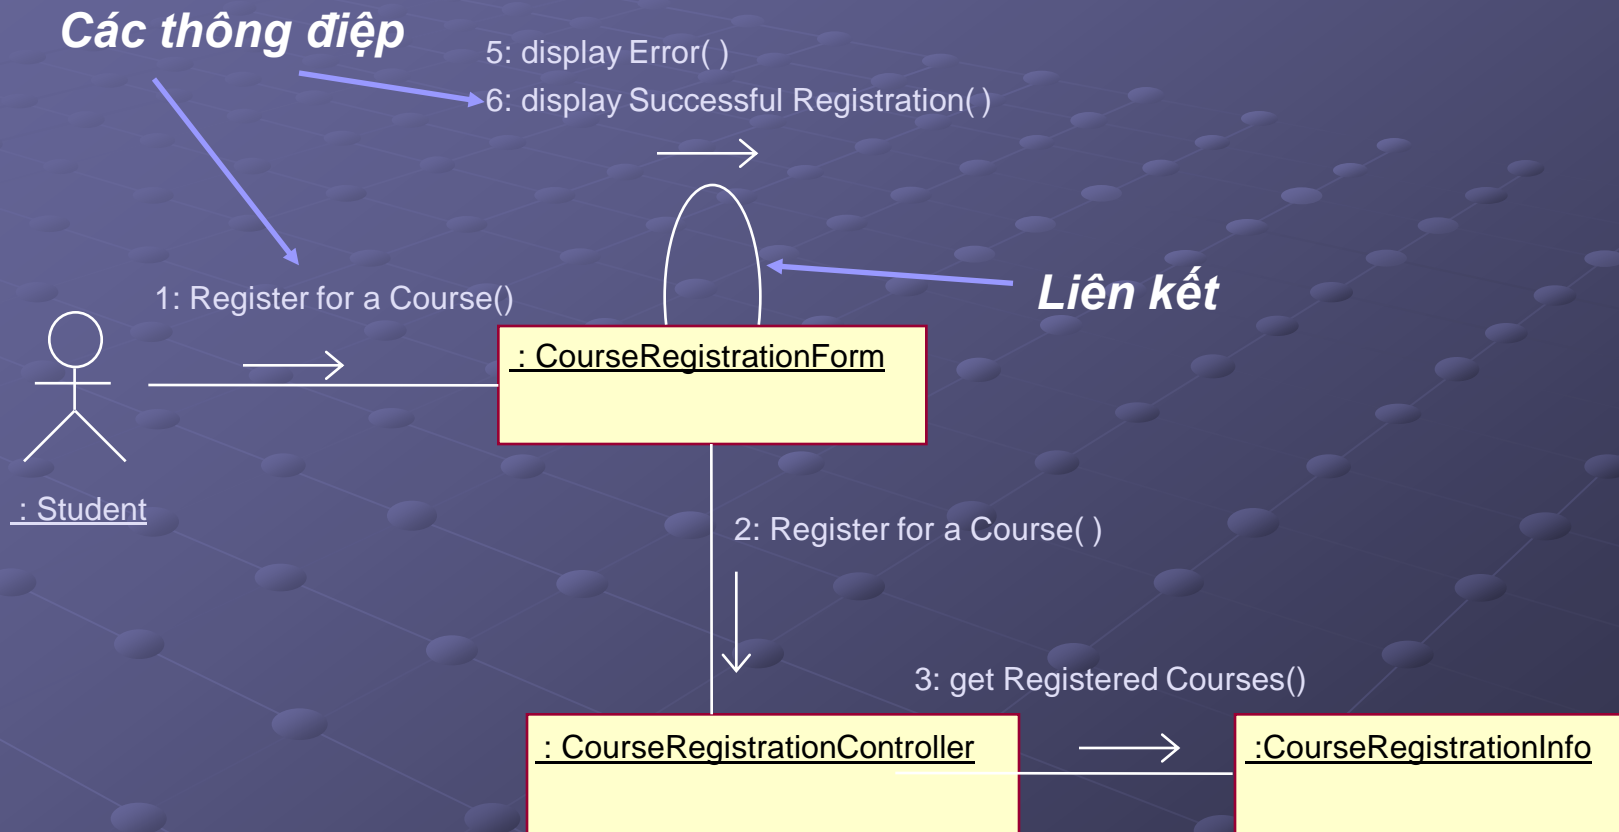 Các thông điệp
5: display Error( )
6: display Successful Registration( )
1: Register for a Course()
Liên kết
: CourseRegistrationForm
: Student
2: Register for a Course( )
3: get Registered Courses()
: CourseRegistrationController
:CourseRegistrationInfo